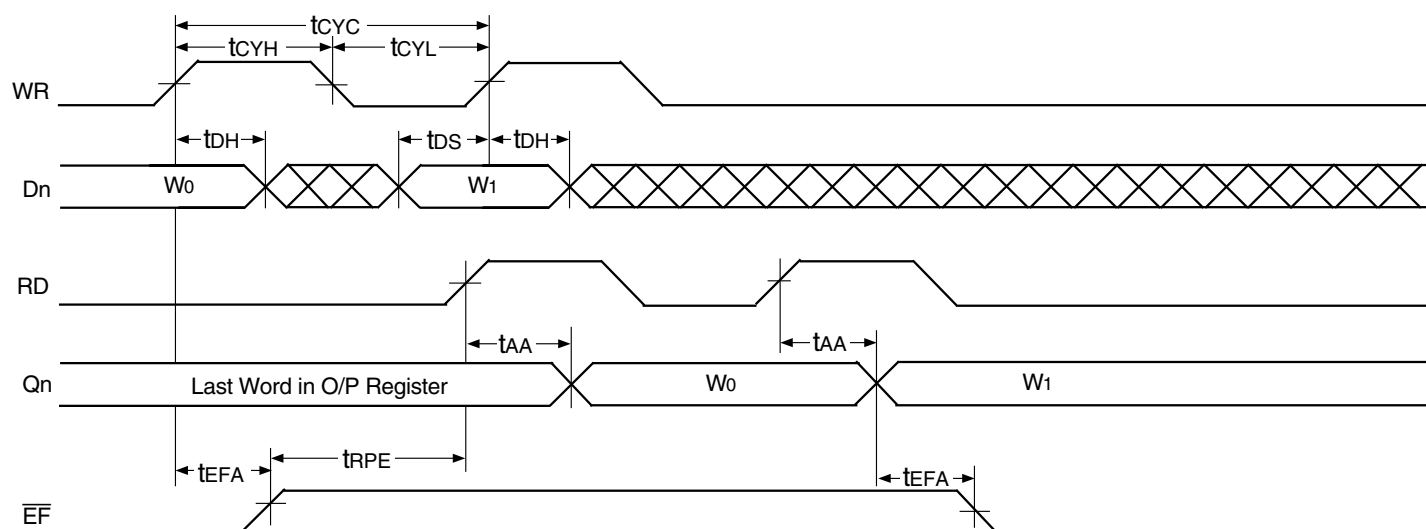 tCYC
tCYH tCYL
WR
tDH tDS tDH
Dn W0 W1
RD
tAA tAA
Qn Last Word in O/P Register W0 W1
tEFA tRPE tEFA
EF